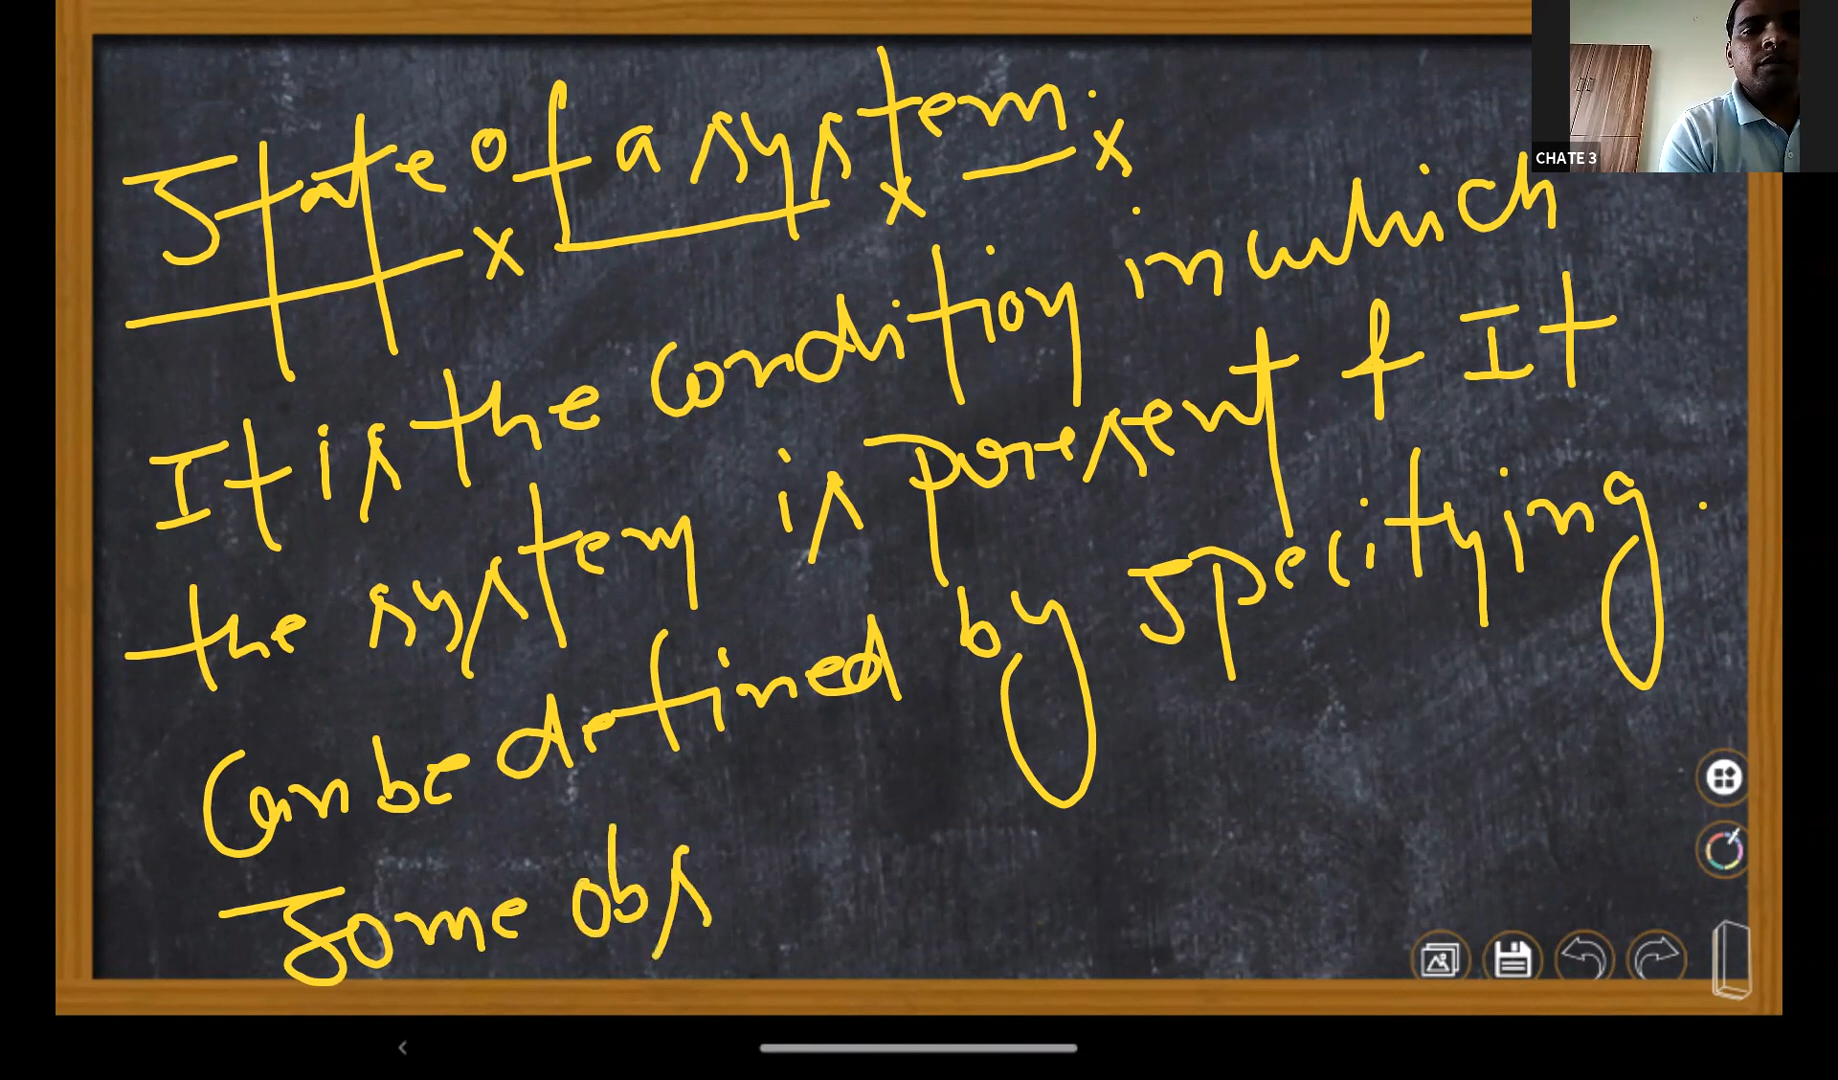 State of a system.
CHATE 3
It is the condition in which
the system is present & It
Can be defined by specifying.
Some obs